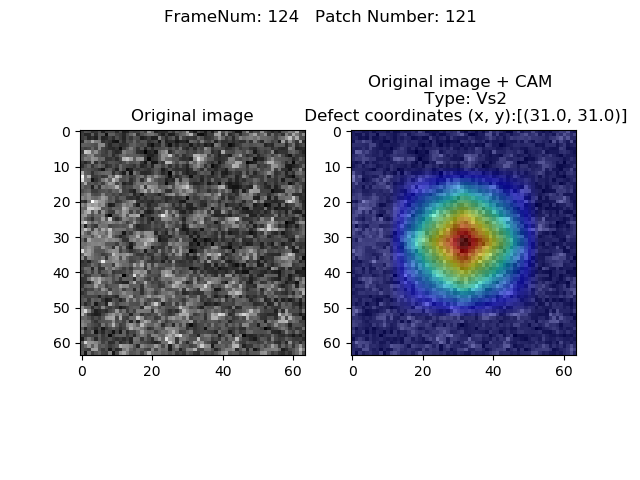 FrameNum: 124   Patch Number: 121
Original image
0
10
20
30
40
50
60
0 20 40 60
Original image + CAM
Type: Vs2
Defect coordinates (x, y):[(31.0, 31.0)]
0
10
20
30
40
50
60
0 20 40 60